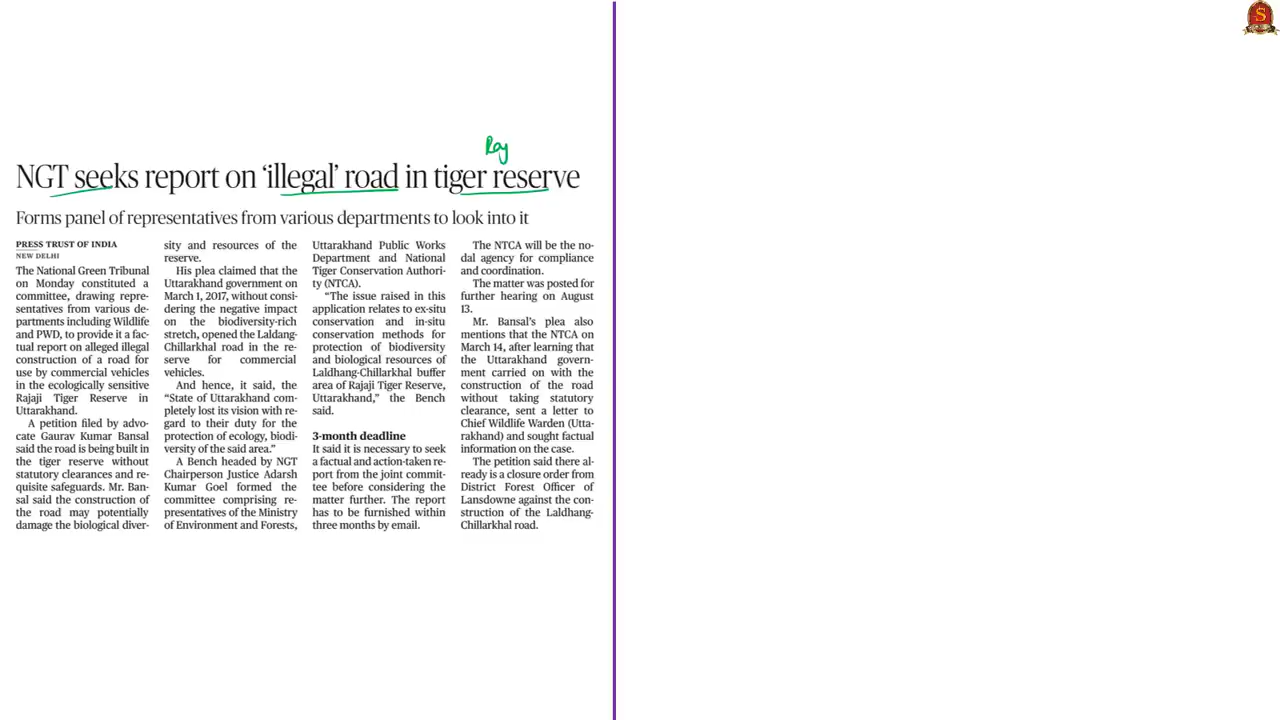 Raj
NGT seeks report on ‘illegal’ road in tiger reserve
Forms panel of representatives from various departments to look into it
PRESS TRUST OF INDIA
NEW DELHI
The National Green Tribunal
on Monday constituted a
committee, drawing repre-
sentatives from various de-
partments including Wildlife
and PWD, to provide it a fac-
tual report on alleged illegal
construction of a road for
use by commercial vehicles
in the ecologically sensitive
Rajaji Tiger Reserve in
Uttarakhand.
A petition filed by advo-
cate Gaurav Kumar Bansal
said the road is being built in
the tiger reserve without
statutory clearances and re-
quisite safeguards. Mr. Ban-
sal said the construction of
the road may potentially
damage the biological diver-
sity and resources of the
reserve.
His plea claimed that the
Uttarakhand government on
March 1, 2017, without consi-
dering the negative impact
on the biodiversity-rich
stretch, opened the Laldang-
Chillarkhal road in the re-
serve for commercial
vehicles.
And hence, it said, the
“State of Uttarakhand com-
pletely lost its vision with re-
gard to their duty for the
protection of ecology, biodi-
versity of the said area.”
A Bench headed by NGT
Chairperson Justice Adarsh
Kumar Goel formed the
committee comprising re-
presentatives of the Ministry
of Environment and Forests,
Uttarakhand Public Works
Department and National
Tiger Conservation Authori-
ty (NTCA).
“The issue raised in this
application relates to ex-situ
conservation and in-situ
conservation methods for
protection of biodiversity
and biological resources of
Laldhang-Chillarkhal buffer
area of Rajaji Tiger Reserve,
Uttarakhand,” the Bench
said.
3-month deadline
It said it is necessary to seek
a factual and action-taken re-
port from the joint commit-
tee before considering the
matter further. The report
has to be furnished within
three months by email.
The NTCA will be the no-
dal agency for compliance
and coordination.
The matter was posted for
further hearing on August
13.
Mr. Bansal’s plea also
mentions that the NTCA on
March 14, after learning that
the Uttarakhand govern-
ment carried on with the
construction of the road
without taking statutory
clearance, sent a letter to
Chief Wildlife Warden (Utta-
rakhand) and sought factual
information on the case.
The petition said there al-
ready is a closure order from
District Forest Officer of
Lansdowne against the con-
struction of the Laldhang-
Chillarkhal road.
S